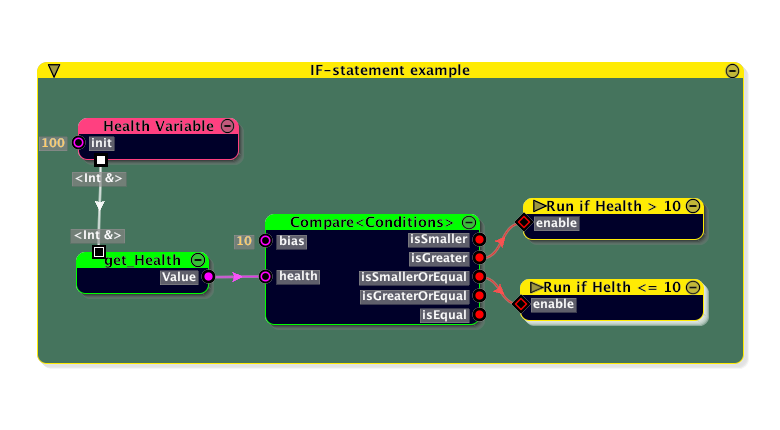 IF-statement example
Health Variable
100
init
<Int &>
<Int &>
get_Health
Value
Compare<Conditions>
10
bias
health
isSmaller
isGreater
isSmallerOrEqual
isGreaterOrEqual
isEqual
Run if Health > 10
enable
Run if Helth <= 10
enable